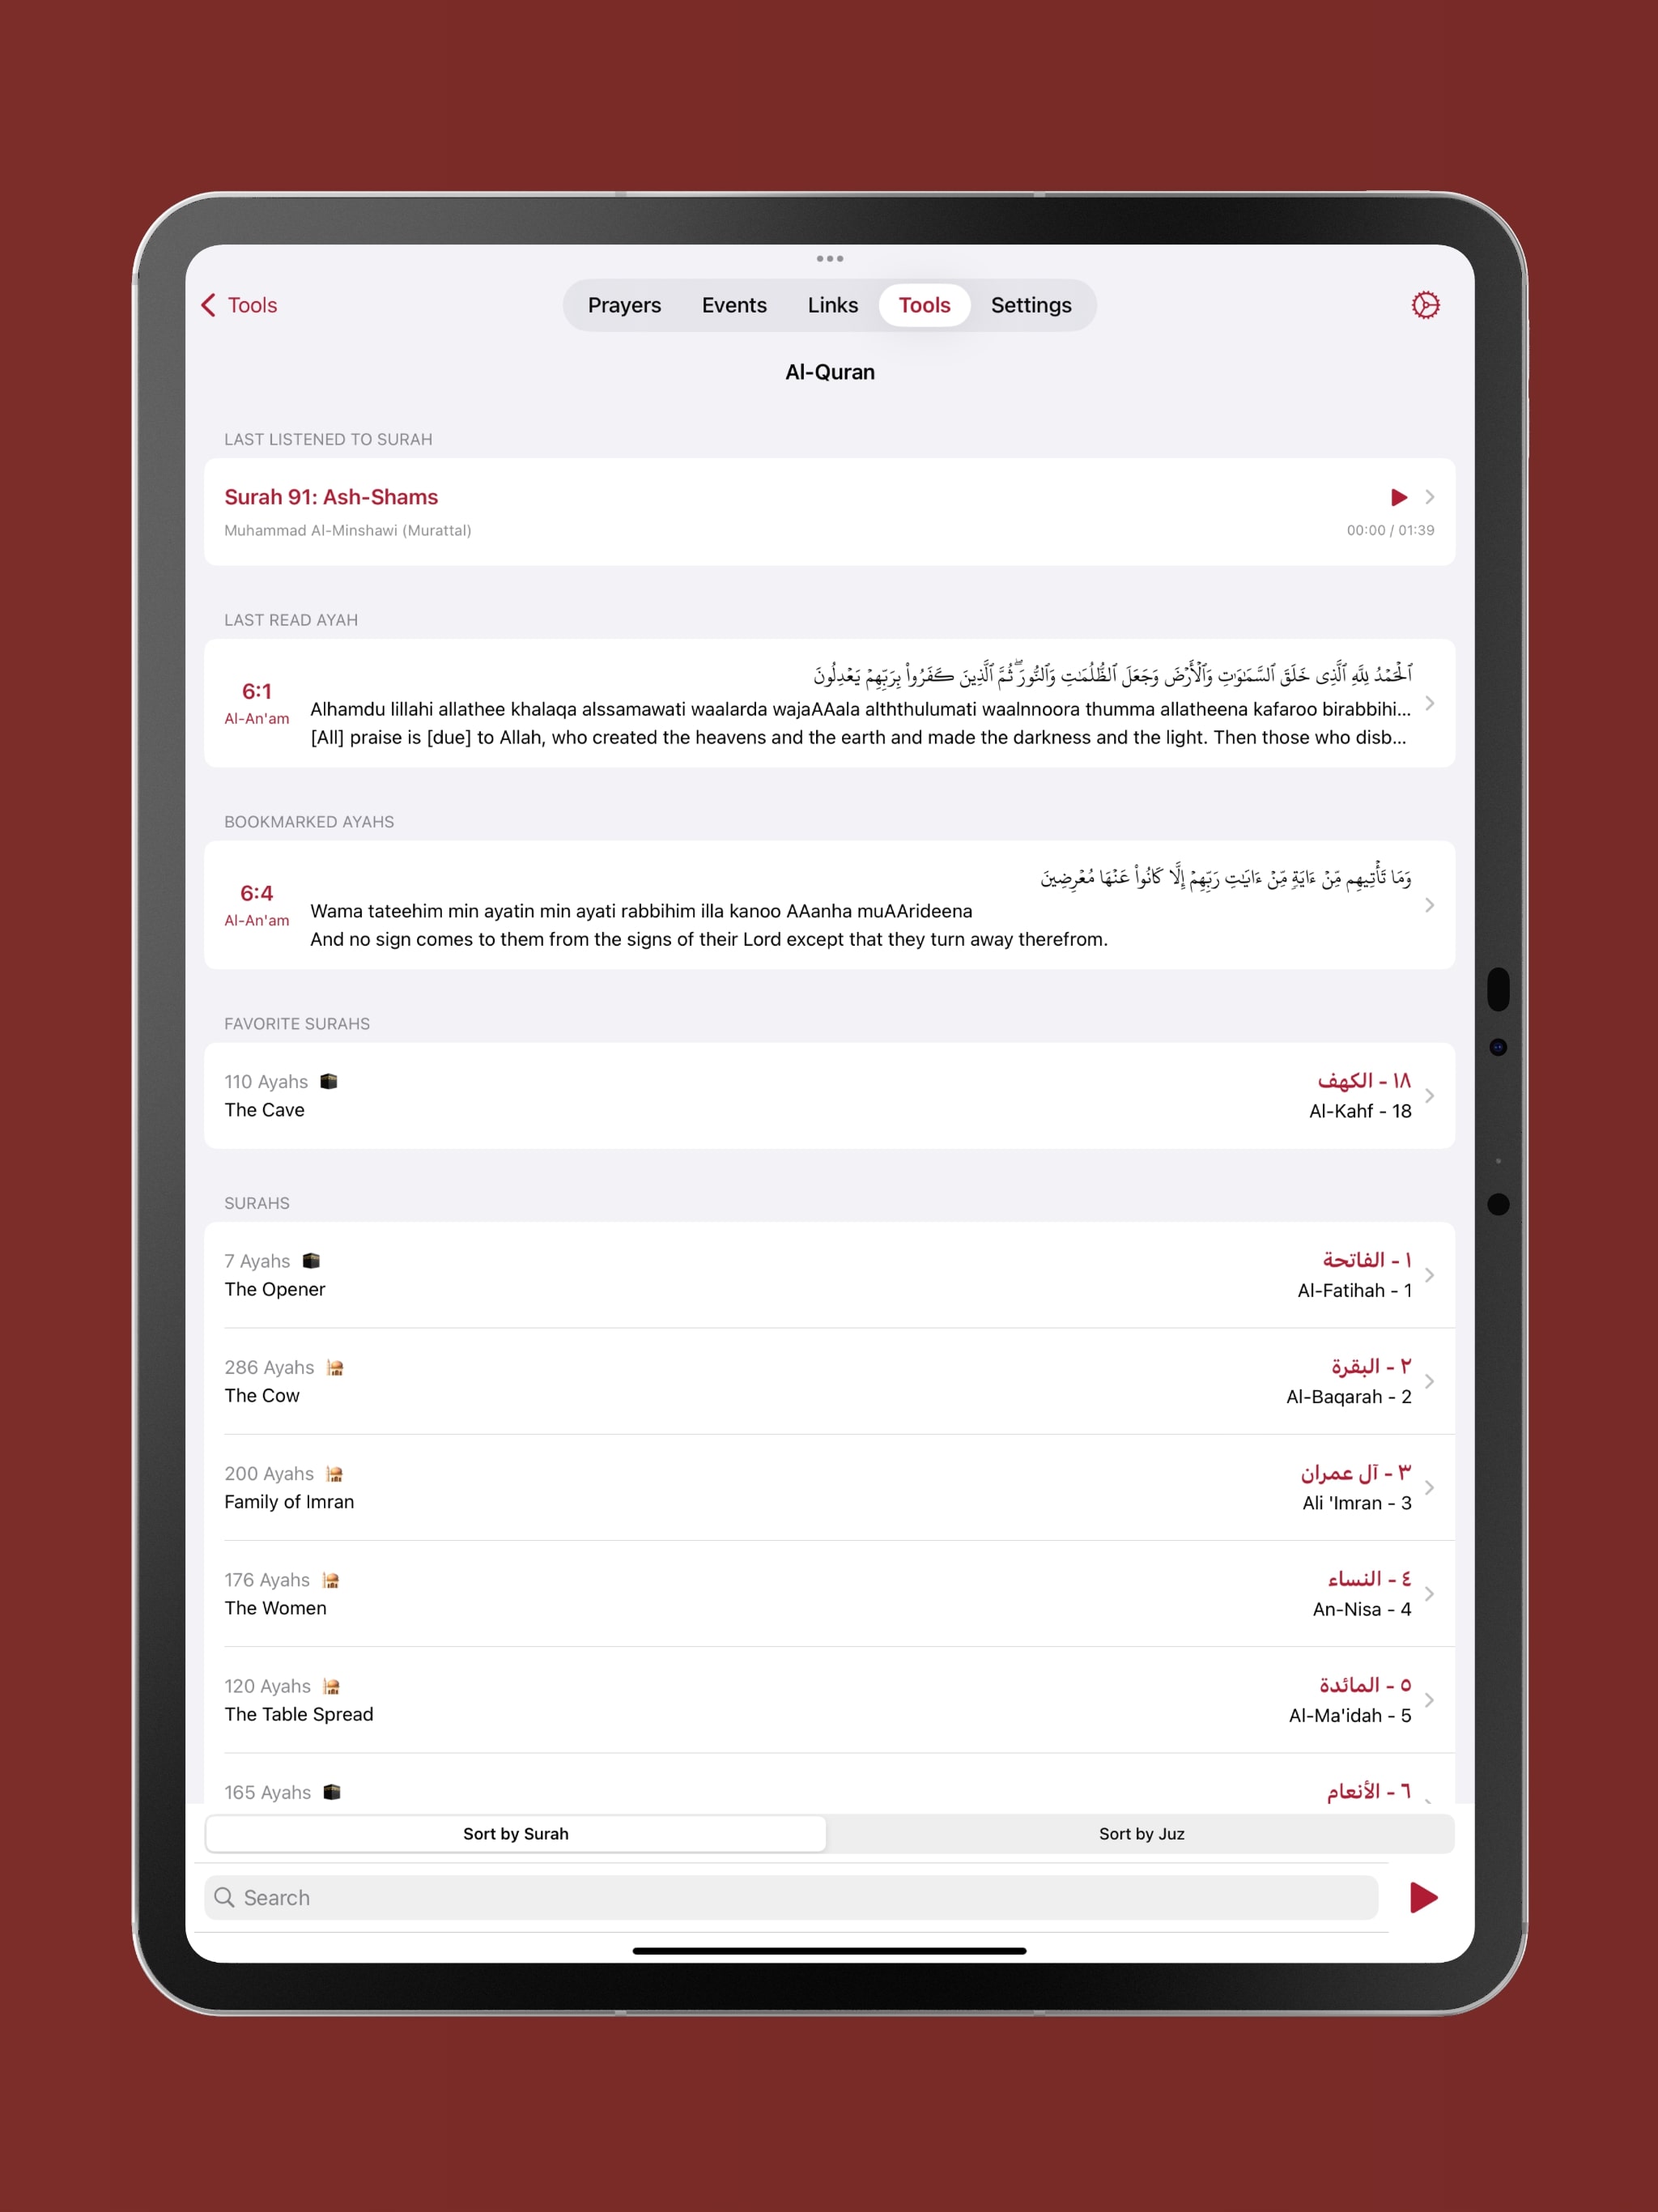 Tools
Prayers Events Links Tools Settings
Al-Quran
LAST LISTENED TO SURAH
Surah 91: Ash-Shams
Muhammad Al-Minshawi (Murattal)
00:00 / 01:39
LAST READ AYAH
6:1
Al-An'am
ٱلْحَمْدُ لِلَّهِ ٱلَّذِى خَلَقَ ٱلسَّمَٰوَٰتِ وَٱلْأَرْضَ وَجَعَلَ ٱلظُّلُمَٰتِ وَٱلنُّورَ ۖ ثُمَّ ٱلَّذِينَ كَفَرُوا۟ بِرَبِّهِمْ يَعْدِلُونَ
Alhamdu lillahi allathee khalaqa alssamawati waalarda wajaAAala alththulumati waalnnoora thumma allatheena kafaroo birabbihi...
[All] praise is [due] to Allah, who created the heavens and the earth and made the darkness and the light. Then those who disb...
BOOKMARKED AYAHS
6:4
Al-An'am
وَمَا تَأْتِيهِم مِّنْ ءَايَةٍ مِّنْ ءَايَٰتِ رَبِّهِمْ إِلَّا كَانُوا۟ عَنْهَا مُعْرِضِينَ
Wama tateehim min ayatin min ayati rabbihim illa kanoo AAanha muAArideena
And no sign comes to them from the signs of their Lord except that they turn away therefrom.
FAVORITE SURAHS
110 Ayahs
The Cave
١٨ - الكهف
Al-Kahf - 18
SURAHS
7 Ayahs
The Opener
١ - الفاتحة
Al-Fatihah - 1
286 Ayahs
The Cow
٢ - البقرة
Al-Baqarah - 2
200 Ayahs
Family of Imran
٣ - آل عمران
Ali 'Imran - 3
176 Ayahs
The Women
٤ - النساء
An-Nisa - 4
120 Ayahs
The Table Spread
٥ - المائدة
Al-Ma'idah - 5
165 Ayahs
٦ - الأنعام
Sort by Surah
Sort by Juz
Search